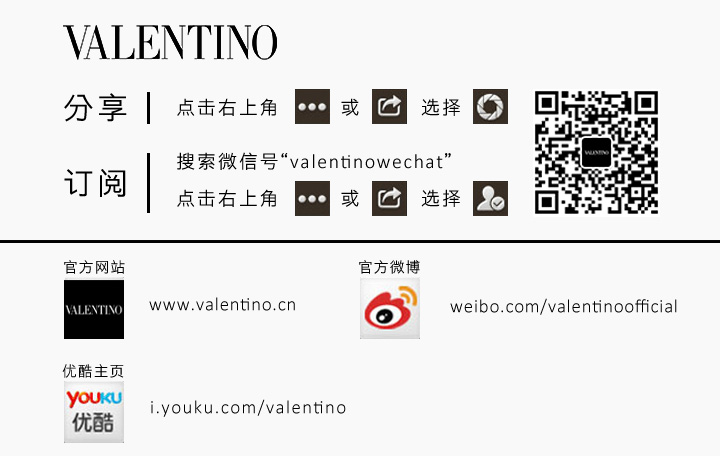 VALENTINO
分享 点击右上角 或 选择
订阅 搜索微信号“valentinowechat”
点击右上角 或 选择
VALENTINO
官方网站
VALENTINO
www.valentino.cn
官方微博
weibo.com/valentinoofficial
优酷主页
YOUKU
优酷
i.youku.com/valentino